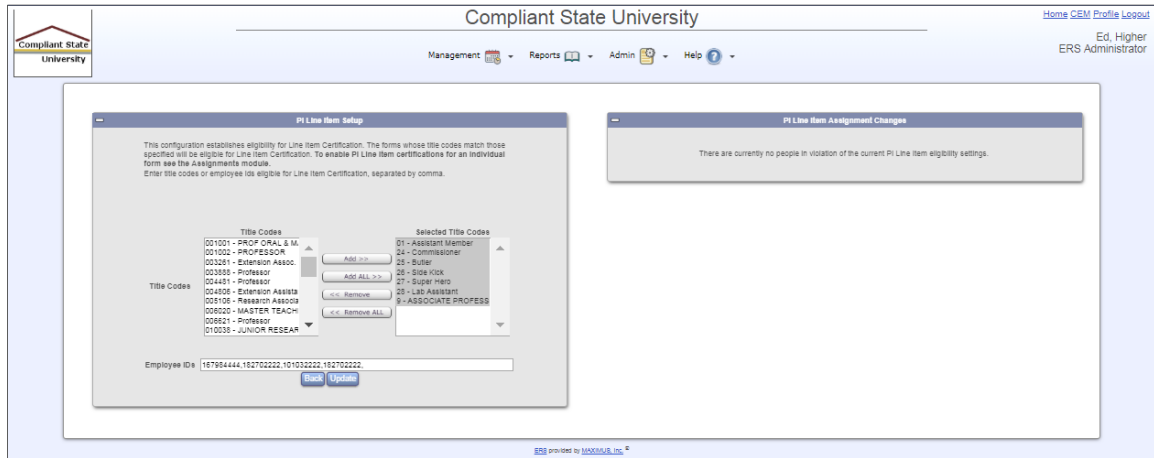 Compliant State University
Home CEM Profile Logout
Compliant State
University
Ed, Higher
ERS Administrator
Management Reports Admin Help
PI Line Item Setup
This configuration establishes eligibility for Line Item Certification. The forms whose title codes match those
specified will be eligible for Line Item Certification. To enable PI Line Item certifications for an individual
form see the Assignments module.
Enter title codes or employee ids eligible for Line Item Certification, separated by comma.
Title Codes
Title Codes
001001 - PROF ORAL & M
001002 - PROFESSOR
003261 - Extension Assoc.
003888 - Professor
004481 - Professor
004806 - Extension Assista
005106 - Research Associa
006020 - MASTER TEACH
006621 - Professor
010038 - JUNIOR RESEAR
Add >>
Add ALL >>
<< Remove
<< Remove ALL
Selected Title Codes
01 - Assistant Member
24 - Commissioner
25 - Butler
26 - Side Kick
27 - Super Hero
28 - Lab Assistant
9 - ASSOCIATE PROFESS
Employee IDs 167984444,182702222,101032222,182702222,
Back Update
PI Line Item Assignment Changes
There are currently no people in violation of the current PI Line Item eligibility settings.
ERS provided by MAXIMUS, Inc. ®